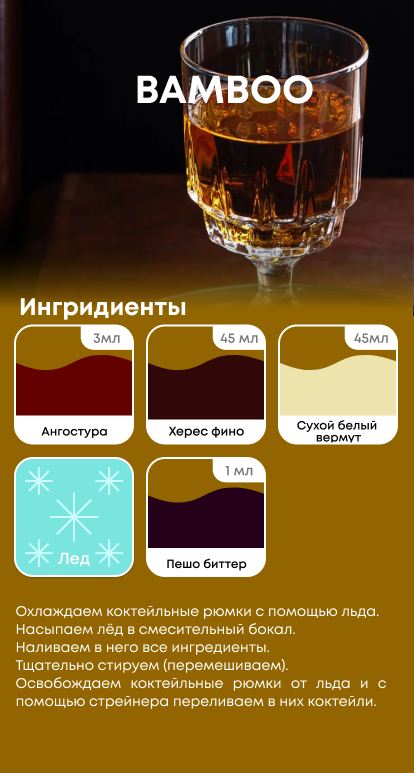 BAMBOO
Ингридиенты
3мл
45 мл
45мл
Ангостура
Херес фино
Сухой белый
вермут
1 мл
Лед
Пешо биттер
Охлаждаем коктейльные рюмки с помощью льда.
Насыпаем лёд в смесительный бокал.
Наливаем в него все ингредиенты.
Тщательно стируем (перемешиваем).
Освобождаем коктейльные рюмки от льда и с
помощью стрейнера переливаем в них коктейли.